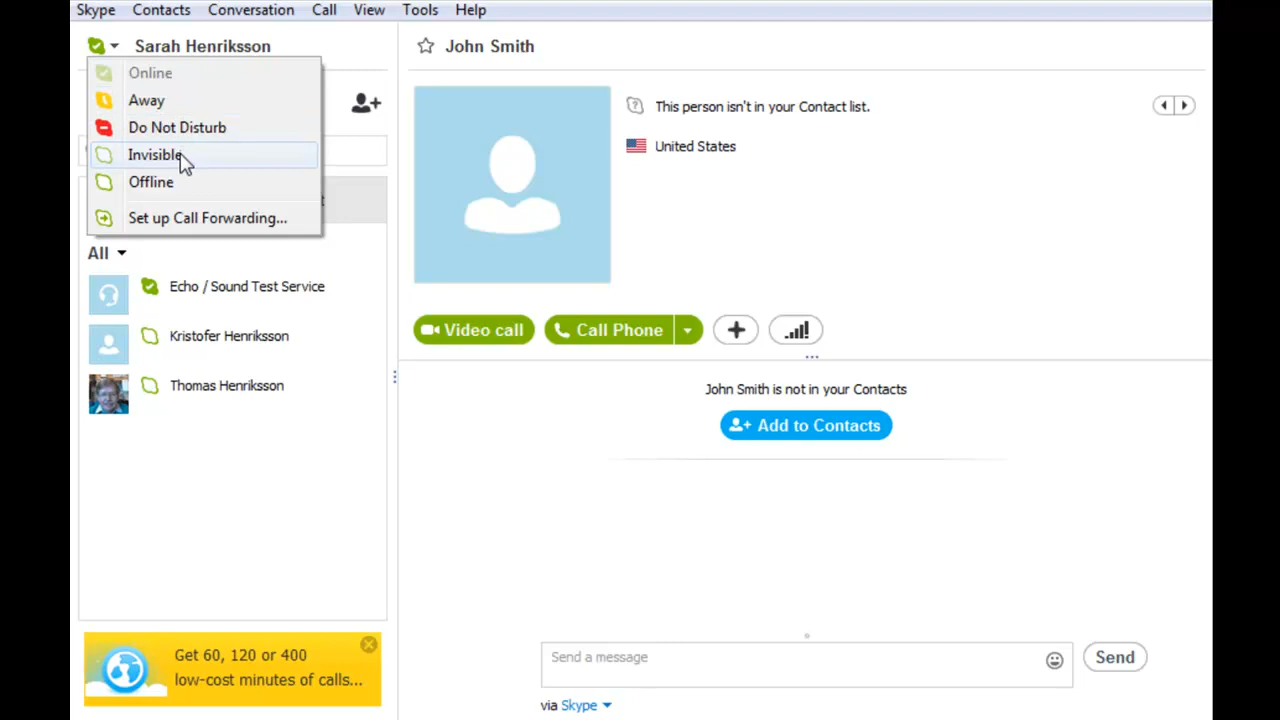 Skype Contacts Conversation Call View Tools Help
Sarah Henriksson
Online
Away
Do Not Disturb
Invisible
Offline
Set up Call Forwarding...
All
Echo / Sound Test Service
Kristofer Henriksson
Thomas Henriksson
Get 60, 120 or 400
low-cost minutes of calls...
John Smith
This person isn't in your Contact list.
United States
Video call
Call Phone
John Smith is not in your Contacts
Add to Contacts
Send a message
Send
via Skype